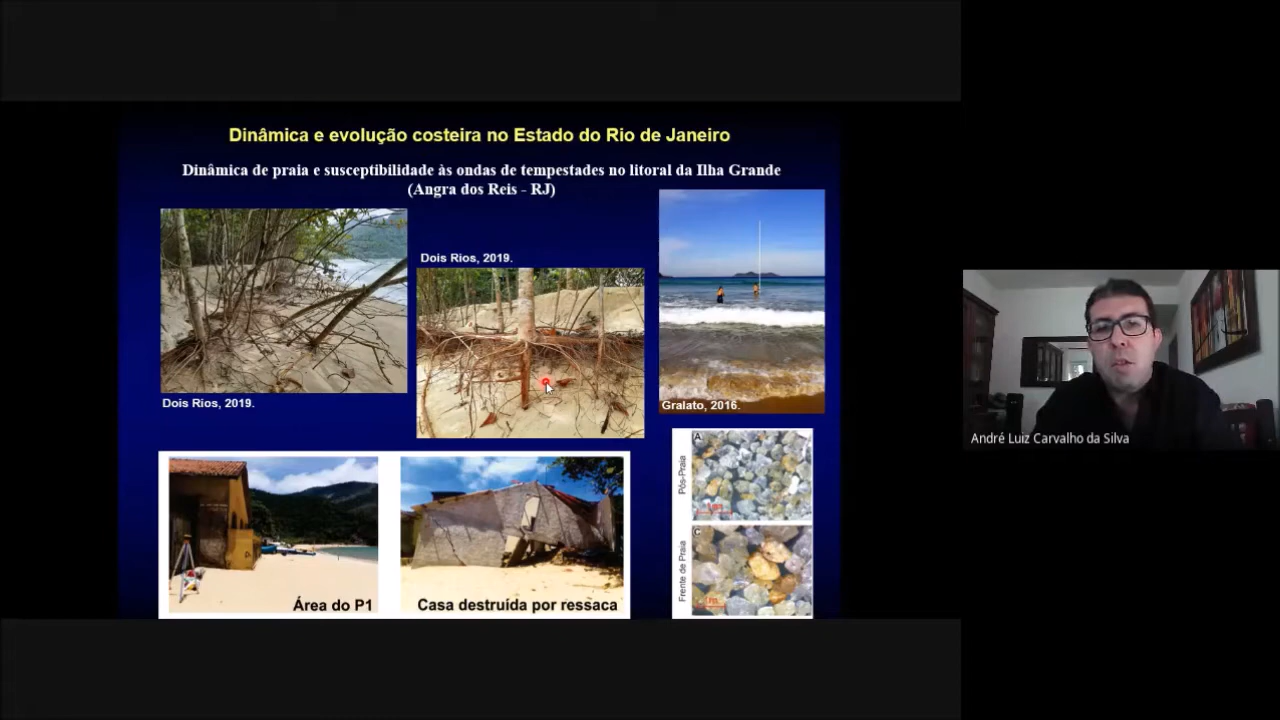 Dinâmica e evolução costeira no Estado do Rio de Janeiro
Dinâmica de praia e susceptibilidade às ondas de tempestades no litoral da Ilha Grande
(Angra dos Reis - RJ)
Dois Rios, 2019.
Dois Rios, 2019.
Gralato, 2016.
Área do P1
Casa destruída por ressaca
A
Pós-Praia
C
Frente de Praia
André Luiz Carvalho da Silva